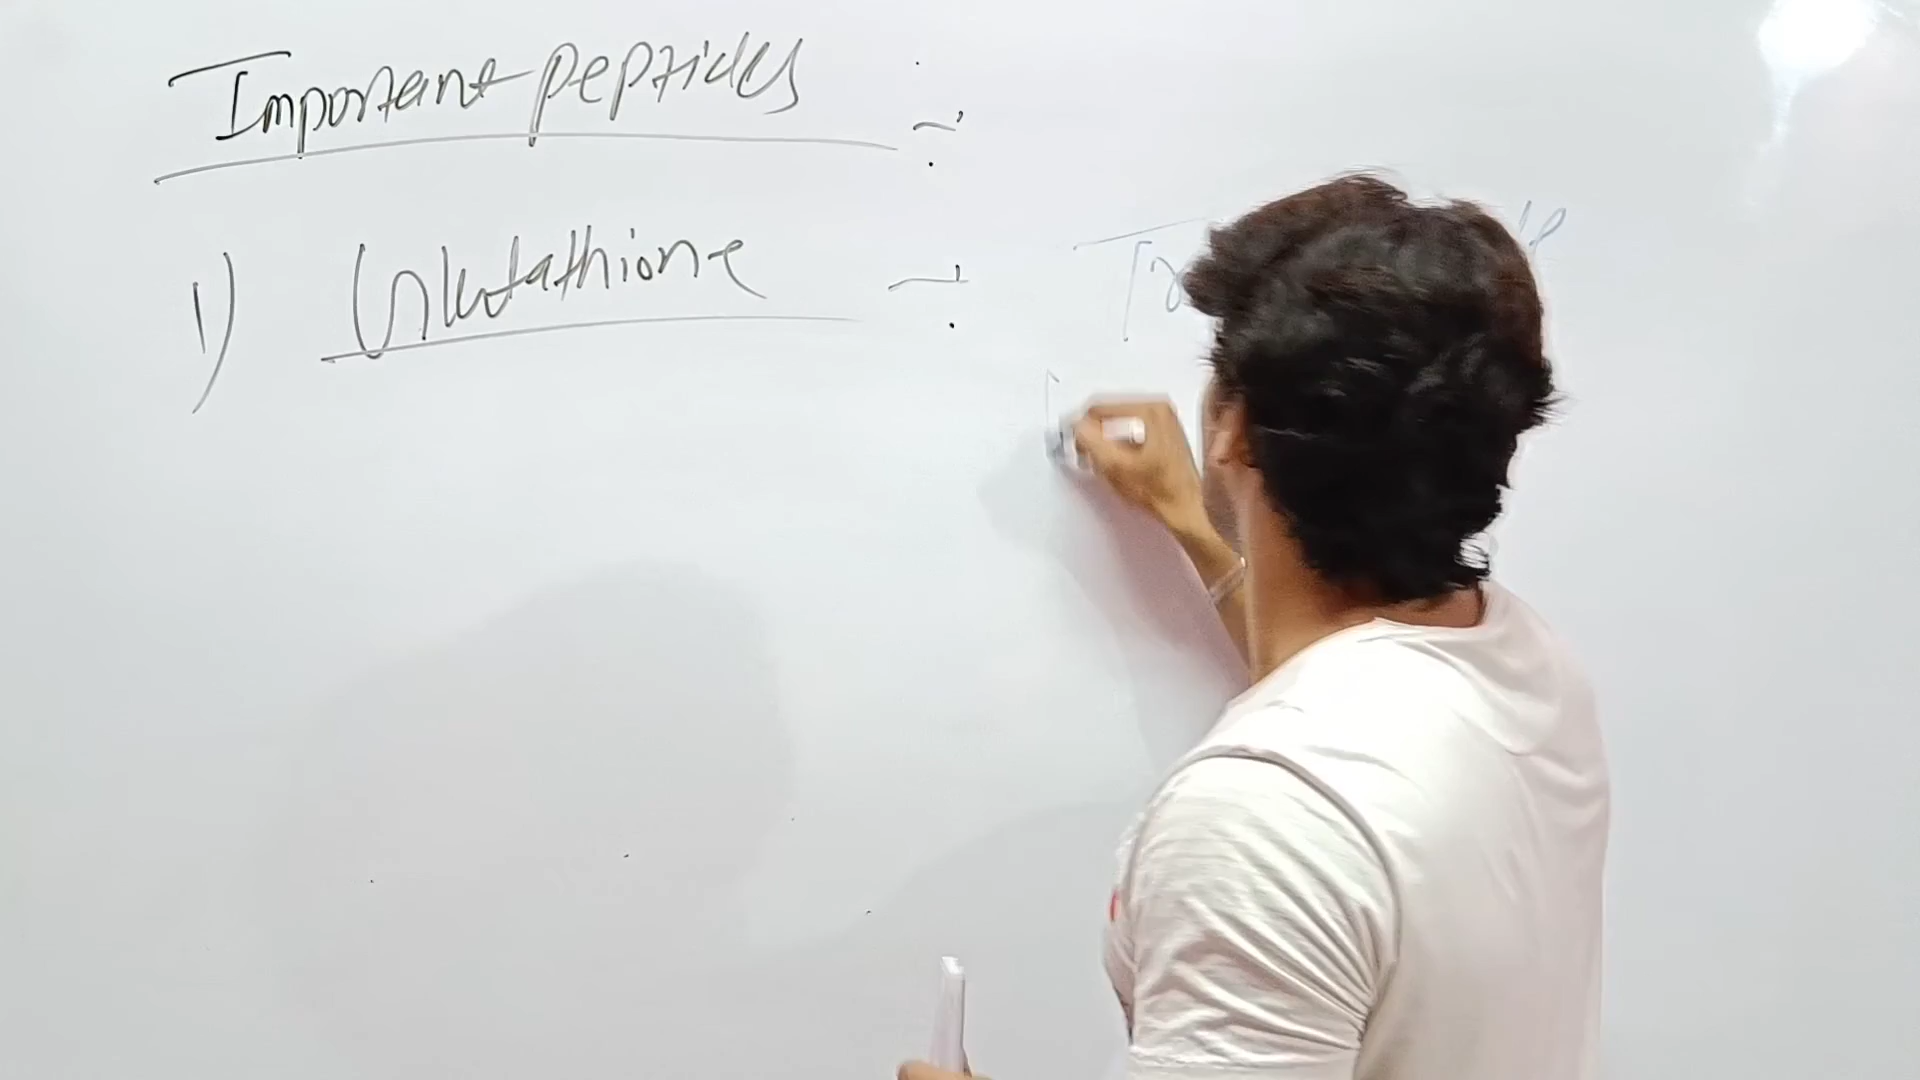 Important peptides :-
1) Glutathione :-